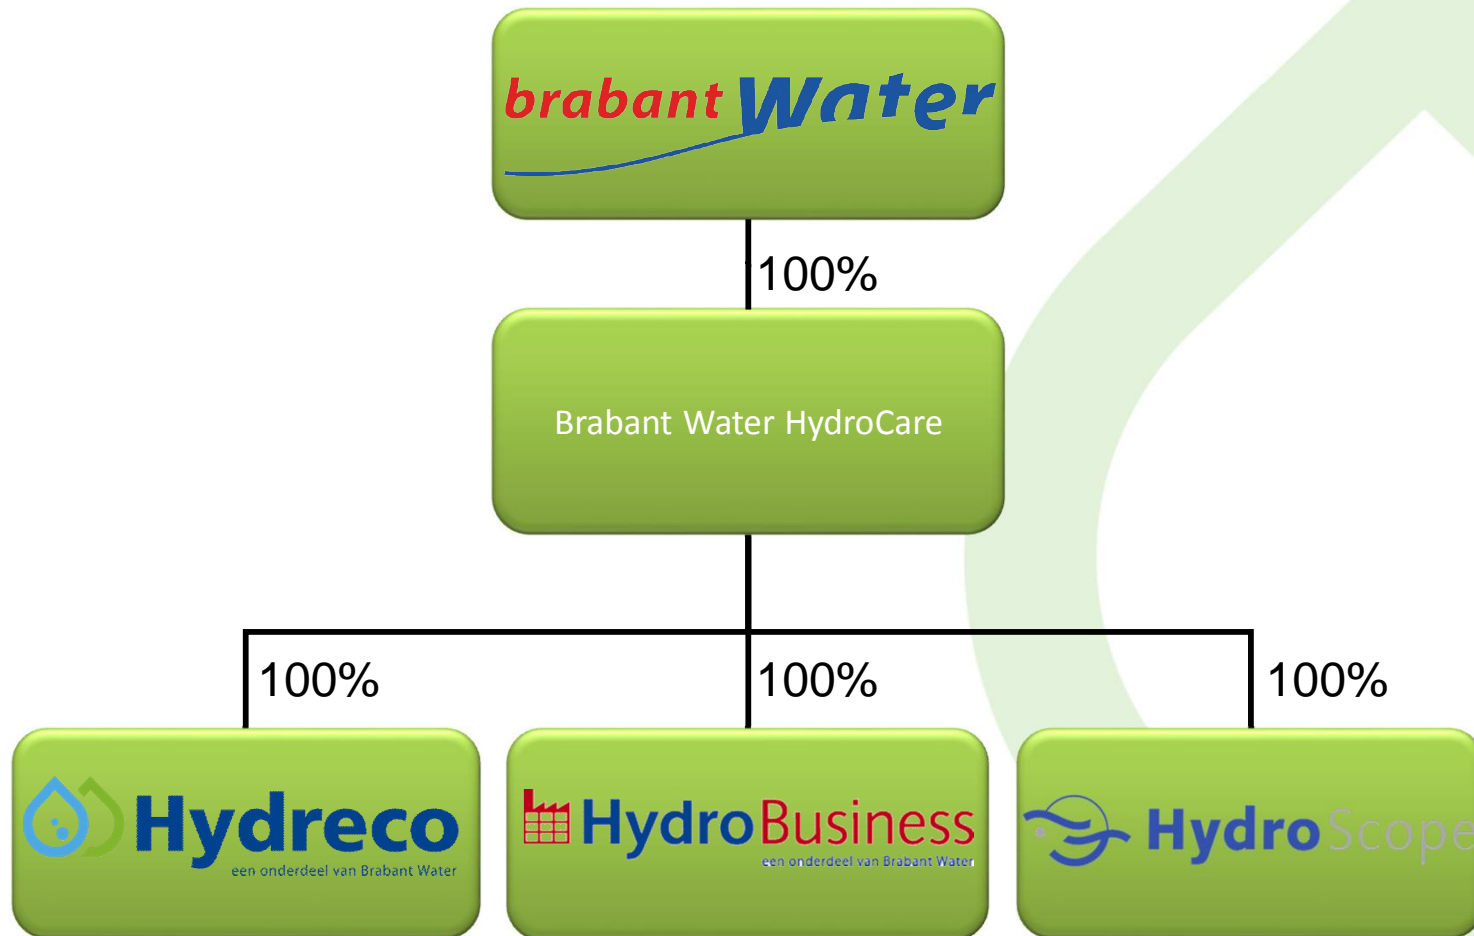 brabant Water
100%
Brabant Water HydroCare
100%
100%
100%
Hydreco
een onderdeel van Brabant Water
HydroBusiness
een onderdeel van Brabant Water
HydroScope